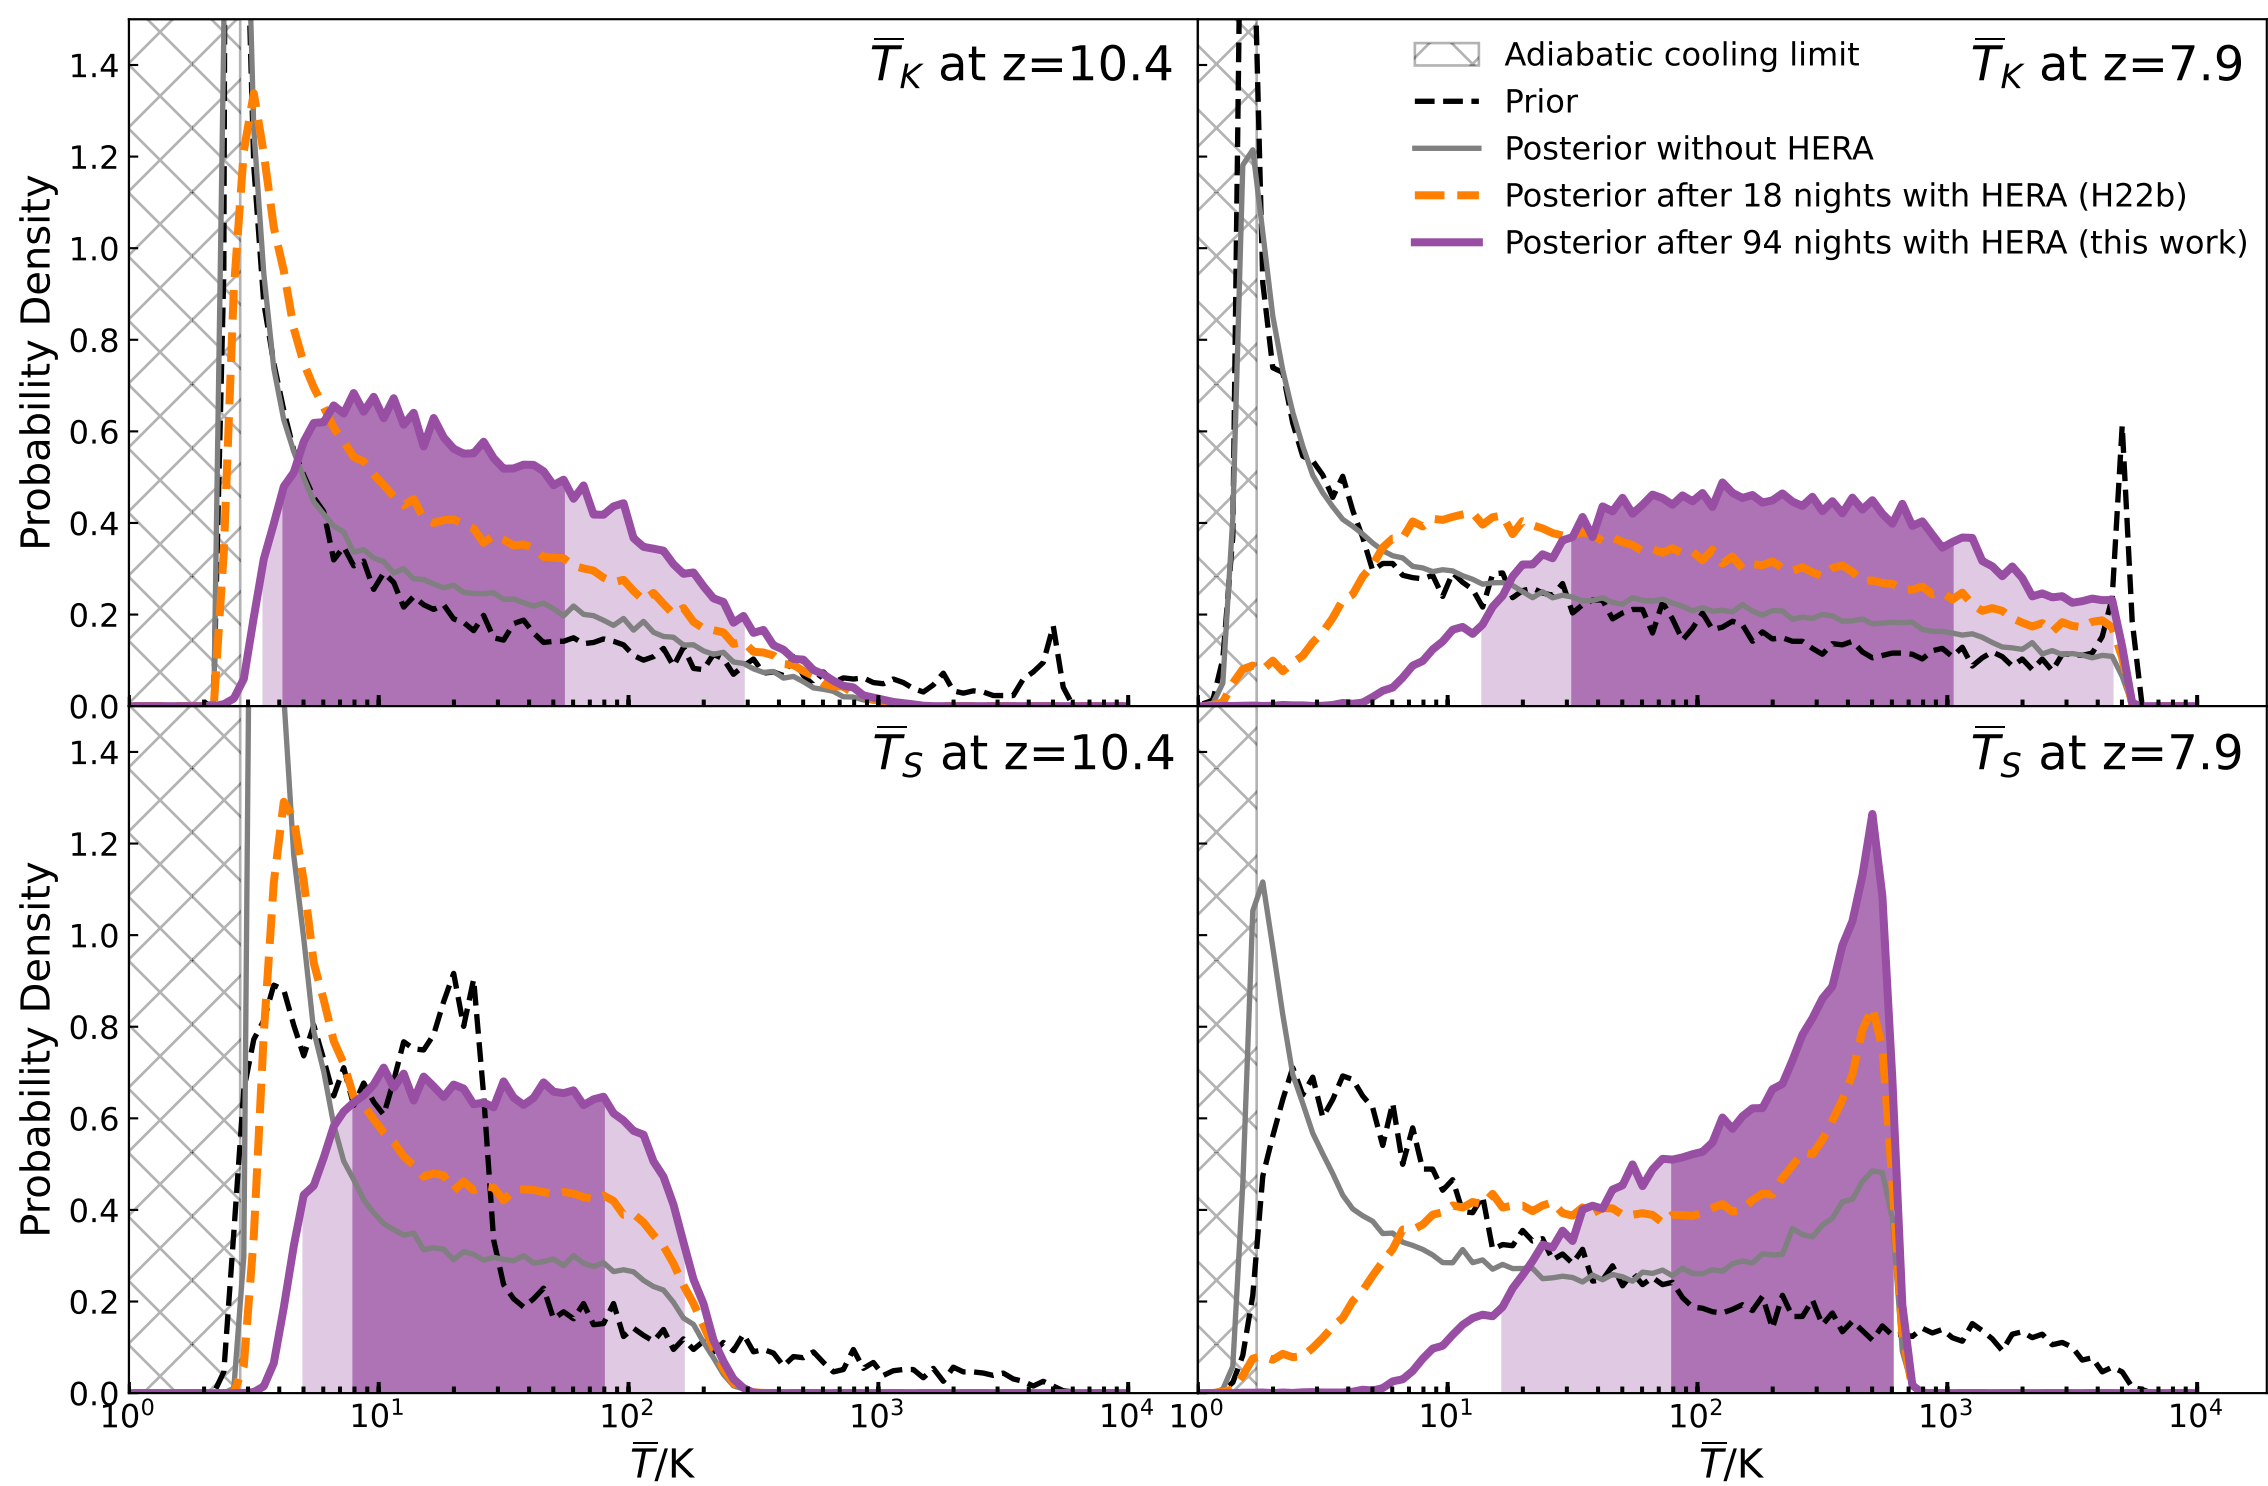 T̅_K at z=10.4
Probability Density
1.4
1.2
1.0
0.8
0.6
0.4
0.2
0.0
T̅_K at z=7.9
Adiabatic cooling limit
Prior
Posterior without HERA
Posterior after 18 nights with HERA (H22b)
Posterior after 94 nights with HERA (this work)
T̅_S at z=10.4
Probability Density
1.4
1.2
1.0
0.8
0.6
0.4
0.2
0.0
10⁰ 10¹ 10² 10³ 10⁴
T̅/K
T̅_S at z=7.9
10⁰ 10¹ 10² 10³ 10⁴
T̅/K